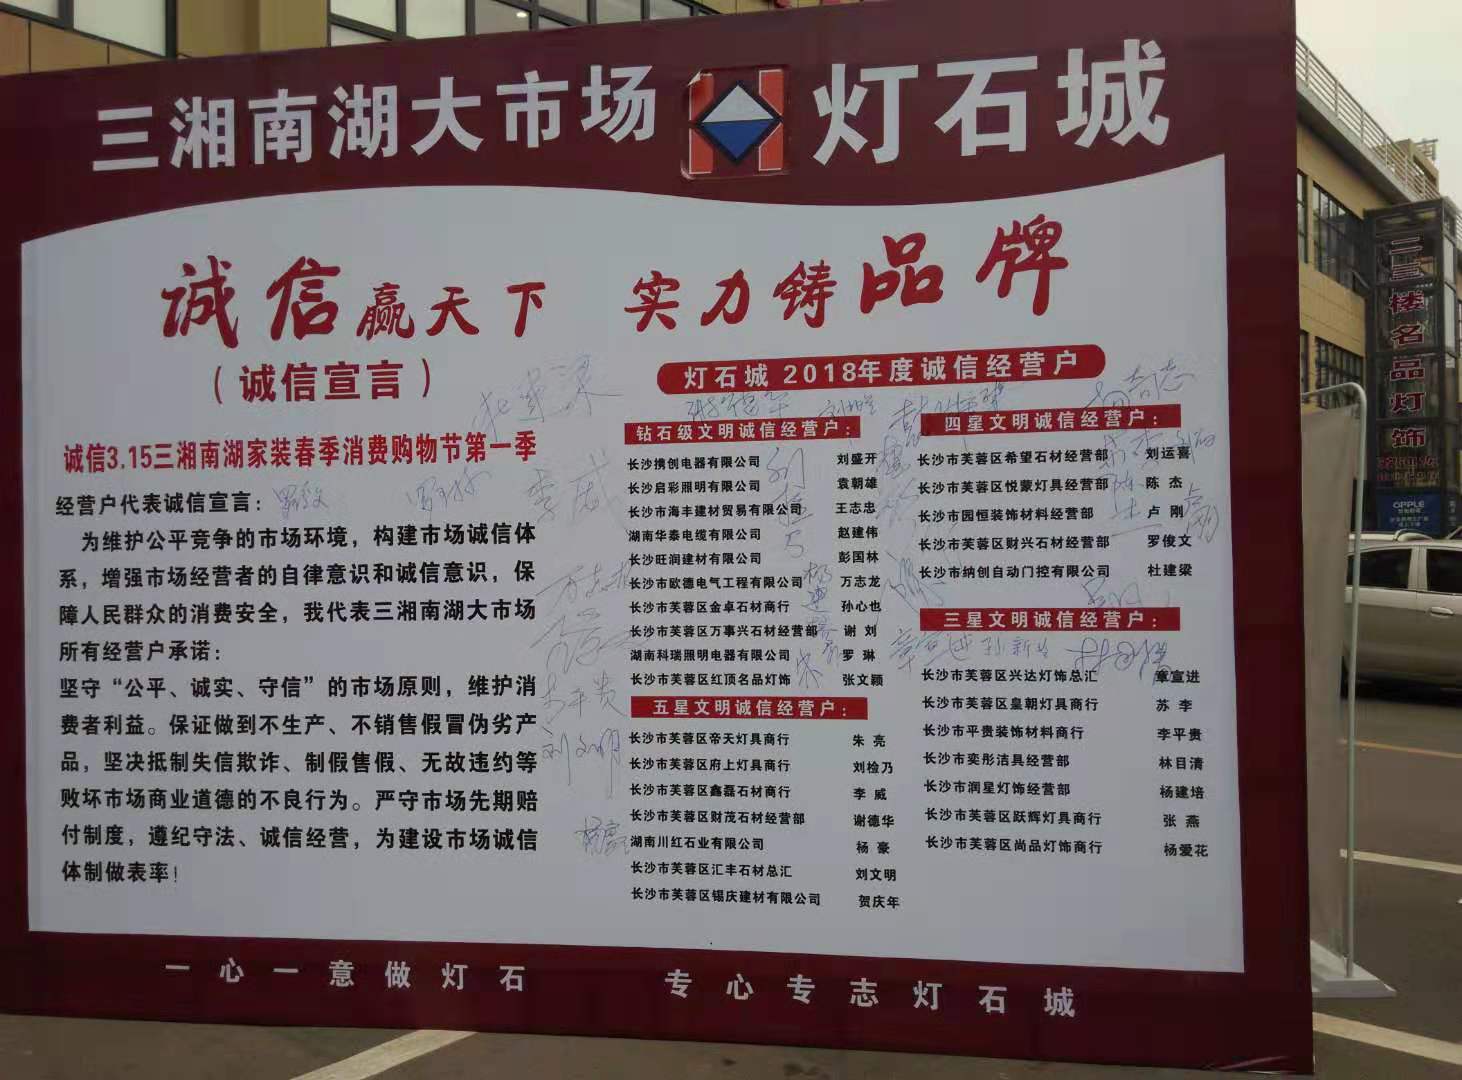 三湘南湖大市场 灯石城
诚信赢天下 实力铸品牌
(诚信宣言)
诚信3.15三湘南湖家装春季消费购物节第一季
经营户代表诚信宣言:
为维护公平竞争的市场环境，构建市场诚信体
系，增强市场经营者的自律意识和诚信意识，保
障人民群众的消费安全，我代表三湘南湖大市场
所有经营户承诺:
坚守“公平、诚实、守信”的市场原则，维护消
费者利益。保证做到不生产、不销售假冒伪劣产
品，坚决抵制失信欺诈、制假售假、无故违约等
败坏市场商业道德的不良行为。严守市场先期赔
付制度，遵纪守法、诚信经营，为建设市场诚信
体制做表率!
灯石城 2018年度诚信经营户
钻石级文明诚信经营户:
长沙携创电器有限公司 刘盛开
长沙启彩照明有限公司 袁朝雄
长沙市海丰建材贸易有限公司 王志忠
湖南华泰电缆有限公司 赵建伟
长沙旺润建材有限公司 彭国林
长沙市欧德电气工程有限公司 万志龙
长沙市芙蓉区金卓石材商行 孙心也
长沙市芙蓉区万事兴石材经营部 谢 刘
湖南科瑞照明电器有限公司 罗 琳
长沙市芙蓉区红顶名品灯饰 张文颖
五星文明诚信经营户:
长沙市芙蓉区帝天灯具商行 朱 亮
长沙市芙蓉区府上灯具商行 刘检乃
长沙市芙蓉区鑫磊石材商行 李 威
长沙市芙蓉区财茂石材经营部 谢德华
湖南川红石业有限公司 杨 豪
长沙市芙蓉区汇丰石材总汇 刘文明
长沙市芙蓉区锡庆建材有限公司 贺庆年
四星文明诚信经营户:
长沙市芙蓉区希望石材经营部 刘运喜
长沙市芙蓉区悦蒙灯具经营部 陈 杰
长沙市园恒装饰材料经营部 卢 刚
长沙市芙蓉区财兴石材经营部 罗俊文
长沙市纳创自动门控有限公司 杜建梁
三星文明诚信经营户:
长沙市芙蓉区兴达灯饰总汇 章宣进
长沙市芙蓉区皇朝灯具商行 苏 李
长沙市平贵装饰材料商行 李平贵
长沙市奕彤洁具经营部 林目清
长沙市润星灯饰经营部 杨建培
长沙市芙蓉区跃辉灯具商行 张 燕
长沙市芙蓉区尚品灯饰商行 杨爱花
一心一意做灯石 专心专志灯石城
二三楼名品灯饰
OPPLE